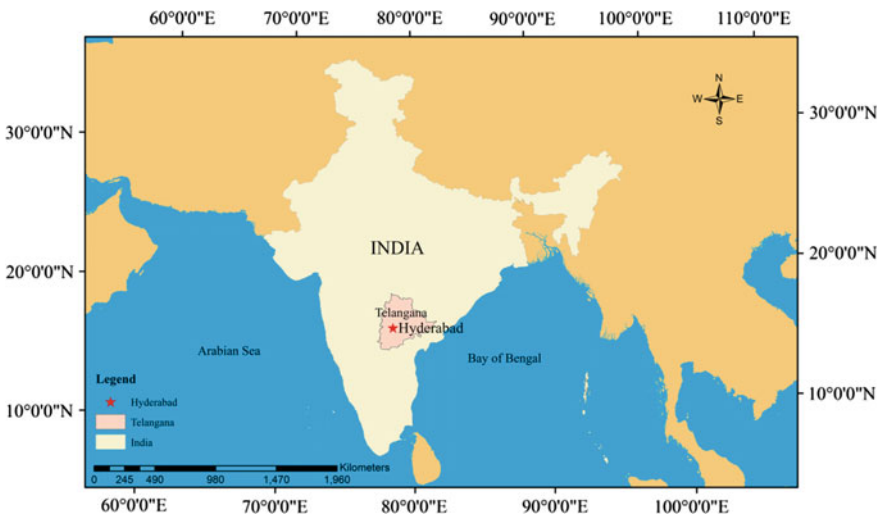 60°0'0"E 70°0'0"E 80°0'0"E 90°0'0"E 100°0'0"E 110°0'0"E
N
W E
S
30°0'0"N
30°0'0"N
INDIA
20°0'0"N
20°0'0"N
Telangana
Hyderabad
Arabian Sea
Bay of Bengal
Legend
Hyderabad
10°0'0"N
10°0'0"N
Telangana
India
Kilometers
0 245 490 980 1,470 1,960
60°0'0"E 70°0'0"E 80°0'0"E 90°0'0"E 100°0'0"E